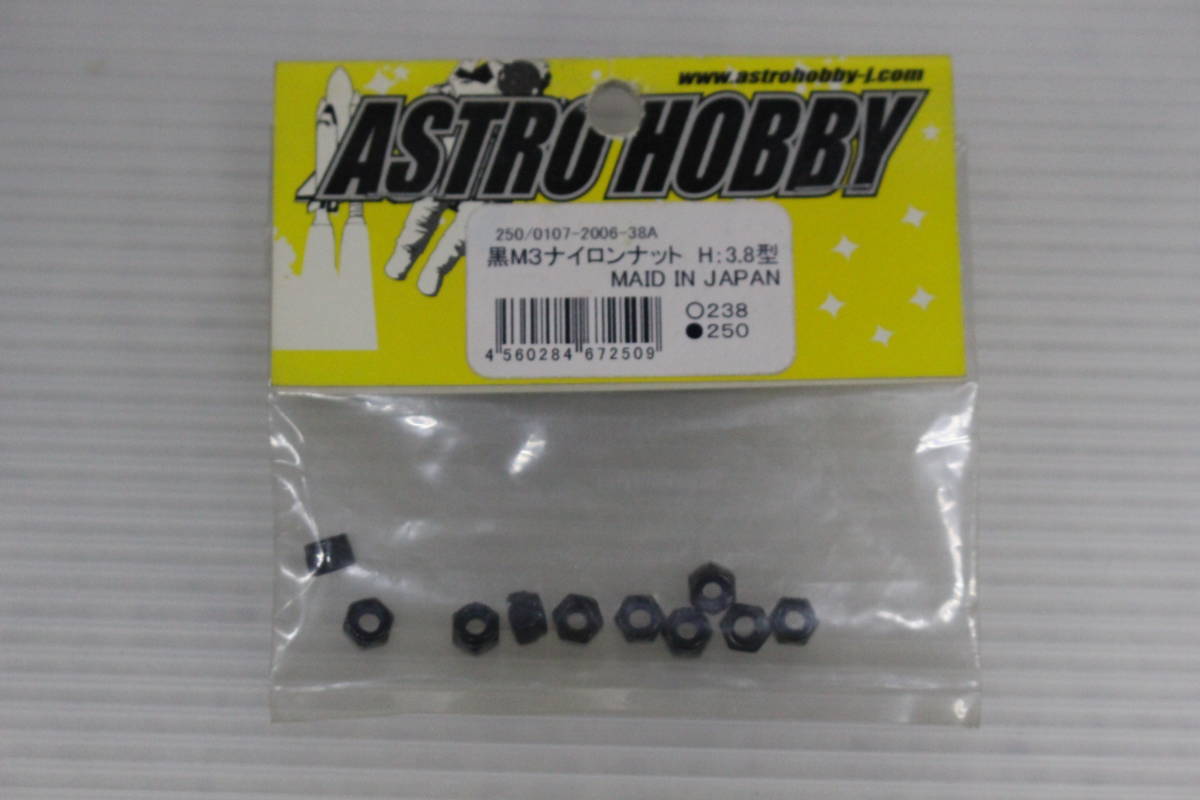 www.astrohobby-j.com
ASTRO HOBBY
250/0107-2006-38A
黒M3ナイロンナット H:3.8型
MAID IN JAPAN
○238
●250
4 560284 672509